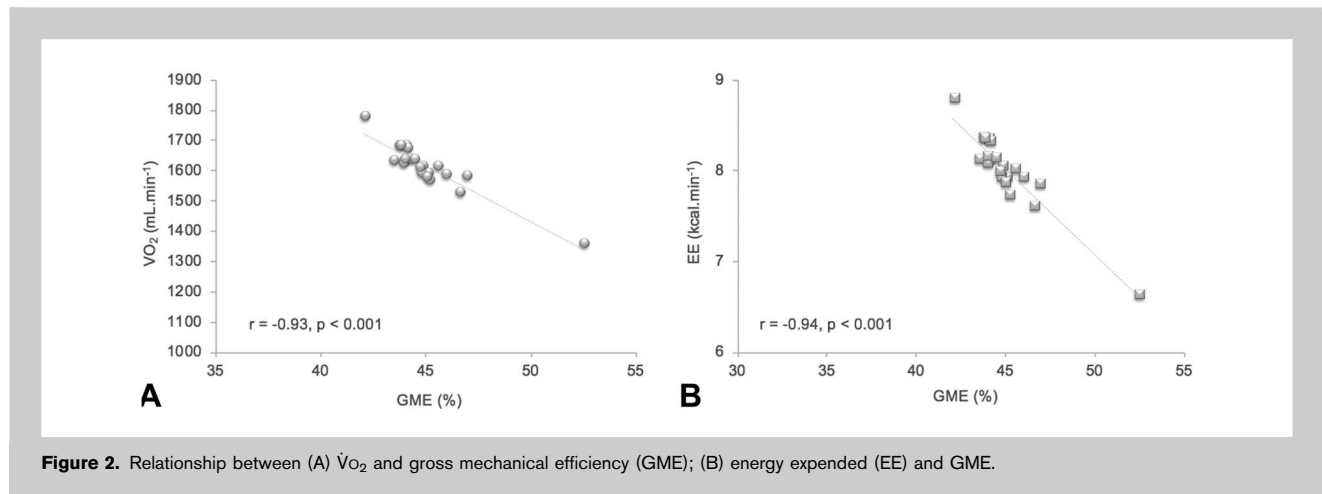 1900
1800
1700
1600
1500
1400
1300
1200
1100
1000
VO₂ (mL.min⁻¹)
r = -0.93, p < 0.001
35 40 45 50 55
GME (%)
A
9
8
7
6
EE (kcal.min⁻¹)
r = -0.94, p < 0.001
30 35 40 45 50 55
GME (%)
B
Figure 2. Relationship between (A) V̇O₂ and gross mechanical efficiency (GME); (B) energy expended (EE) and GME.